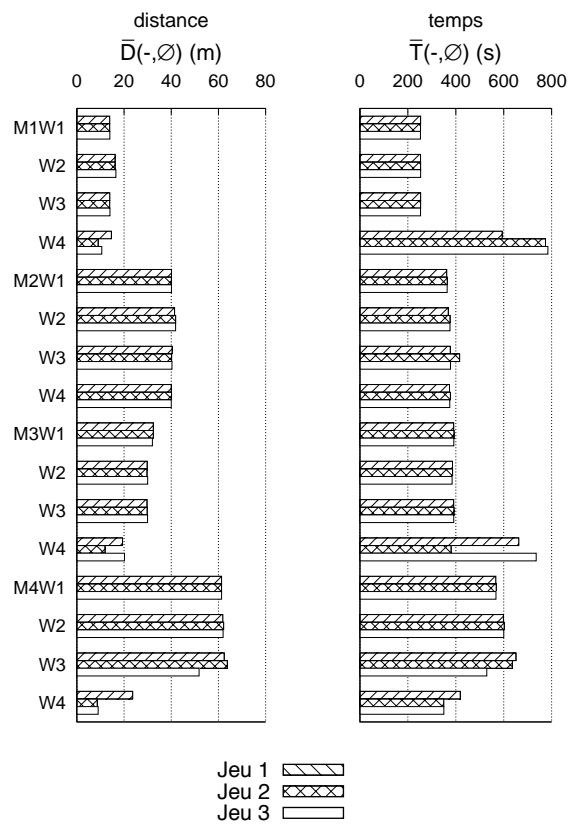 distance temps
D̅(-,∅) (m) T̅(-,∅) (s)
0 20 40 60 80 0 200 400 600 800
M1W1
W2
W3
W4
M2W1
W2
W3
W4
M3W1
W2
W3
W4
M4W1
W2
W3
W4
Jeu 1
Jeu 2
Jeu 3